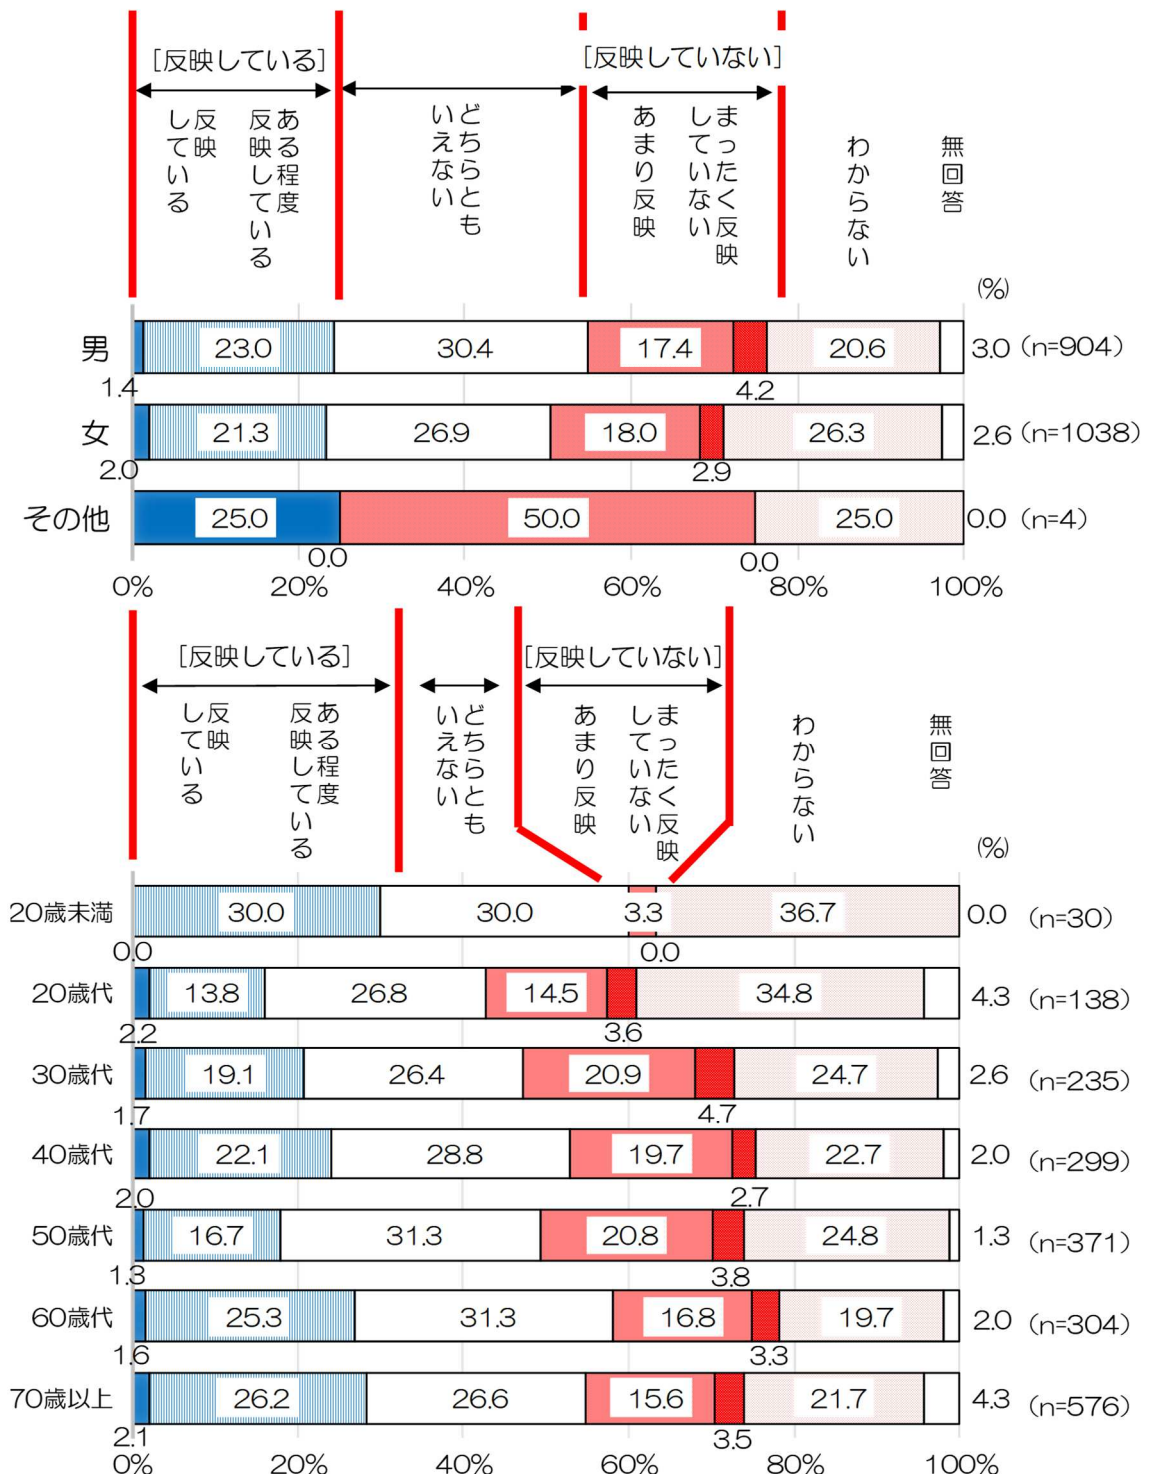 [反映している]
[反映していない]
反映
している
ある程度
反映している
どちらとも
いえない
あまり反映
していない
まったく反映
わからない
無回答
(%)
男 23.0 30.4 17.4 20.6 3.0 (n=904)
1.4 4.2
女 21.3 26.9 18.0 26.3 2.6 (n=1038)
2.0 2.9
その他 25.0 50.0 25.0 0.0 (n=4)
0.0 0.0
0% 20% 40% 60% 80% 100%
[反映している]
[反映していない]
反映
している
ある程度
反映している
どちらとも
いえない
あまり反映
していない
まったく反映
わからない
無回答
(%)
20歳未満 30.0 30.0 3.3 36.7 0.0 (n=30)
0.0 0.0
20歳代 13.8 26.8 14.5 34.8 4.3 (n=138)
2.2 3.6
30歳代 19.1 26.4 20.9 24.7 2.6 (n=235)
1.7 4.7
40歳代 22.1 28.8 19.7 22.7 2.0 (n=299)
2.0 2.7
50歳代 16.7 31.3 20.8 24.8 1.3 (n=371)
1.3 3.8
60歳代 25.3 31.3 16.8 19.7 2.0 (n=304)
1.6 3.3
70歳以上 26.2 26.6 15.6 21.7 4.3 (n=576)
2.1 3.5
0% 20% 40% 60% 80% 100%